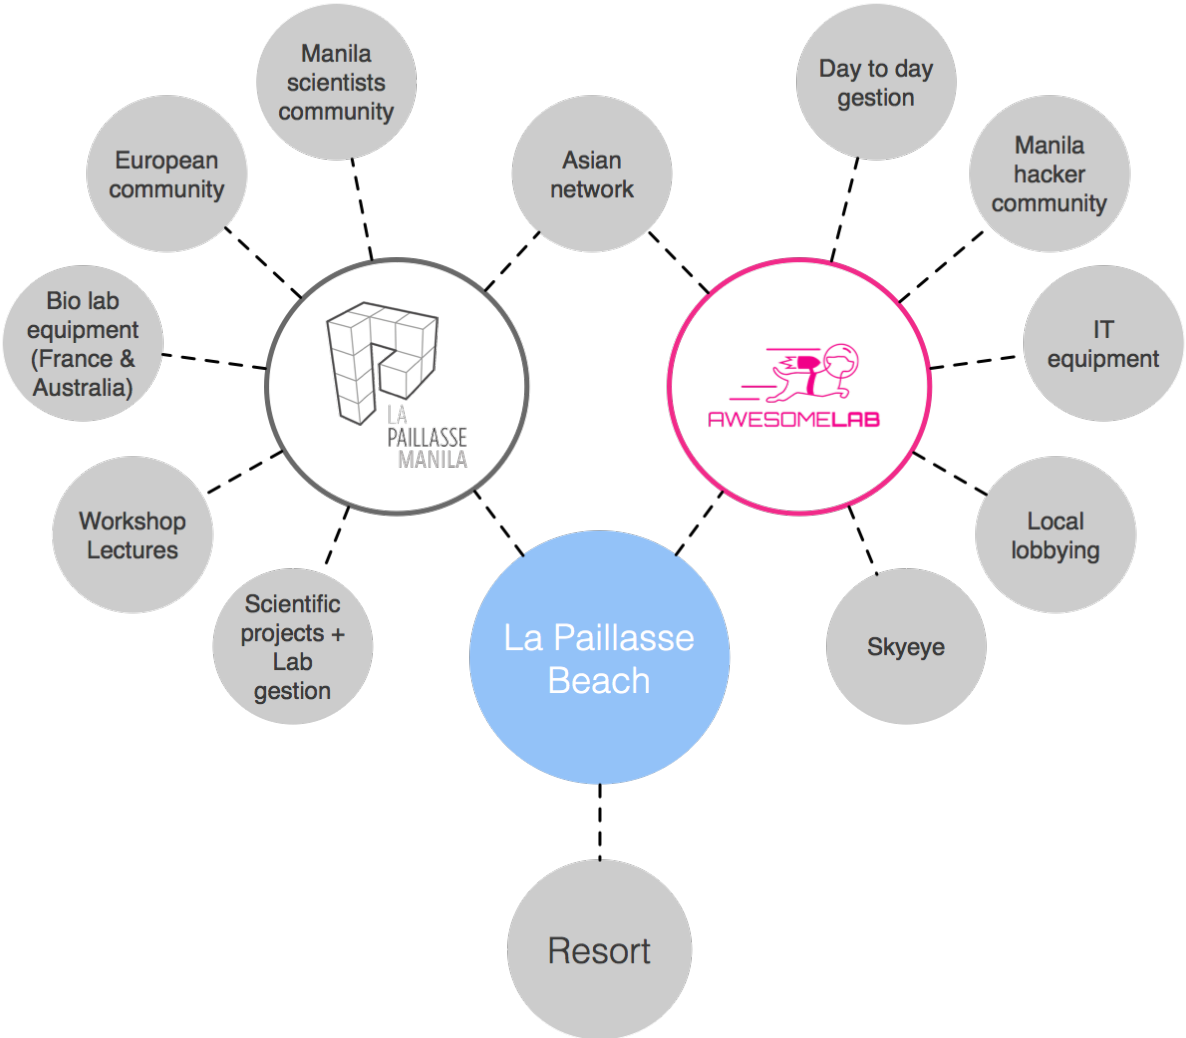 Manila
scientists
community
Day to day
gestion
European
community
Asian
network
Manila
hacker
community
Bio lab
equipment
(France &
Australia)
IT
equipment
LA
PAILLASSE
MANILA
AWESOMELAB
Workshop
Lectures
Local
lobbying
Scientific
projects +
Lab
gestion
La Paillasse
Beach
Skyeye
Resort